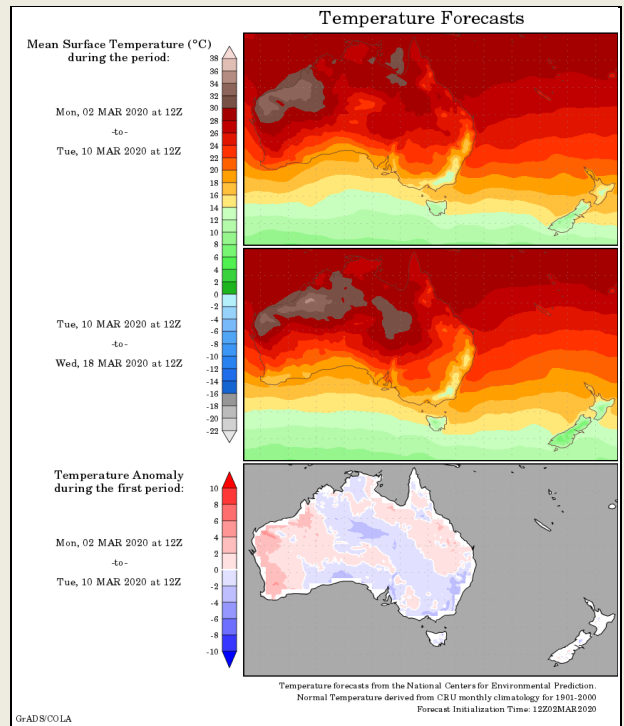 Temperature Forecasts
Mean Surface Temperature (°C)
during the period:
Mon, 02 MAR 2020 at 12Z
-to-
Tue, 10 MAR 2020 at 12Z
38
36
34
32
30
28
26
24
22
20
18
16
14
12
10
8
6
4
2
0
-2
-4
-6
-8
-10
-12
-14
-16
-18
-20
-22
Tue, 10 MAR 2020 at 12Z
-to-
Wed, 18 MAR 2020 at 12Z
Temperature Anomaly
during the first period:
Mon, 02 MAR 2020 at 12Z
-to-
Tue, 10 MAR 2020 at 12Z
10
8
6
4
2
0
-2
-4
-6
-8
-10
Temperature forecasts from the National Centers for Environmental Prediction.
Normal Temperature derived from CRU monthly climatology for 1901-2000
Forecast Initialization Time: 12Z02MAR2020
GrADS/COLA